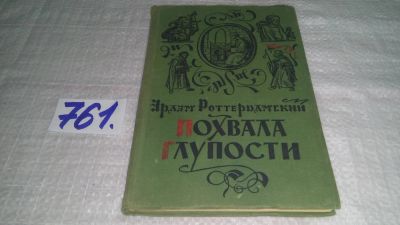 761.
Эразм Роттердамский
ПОХВАЛА
ГЛУПОСТИ